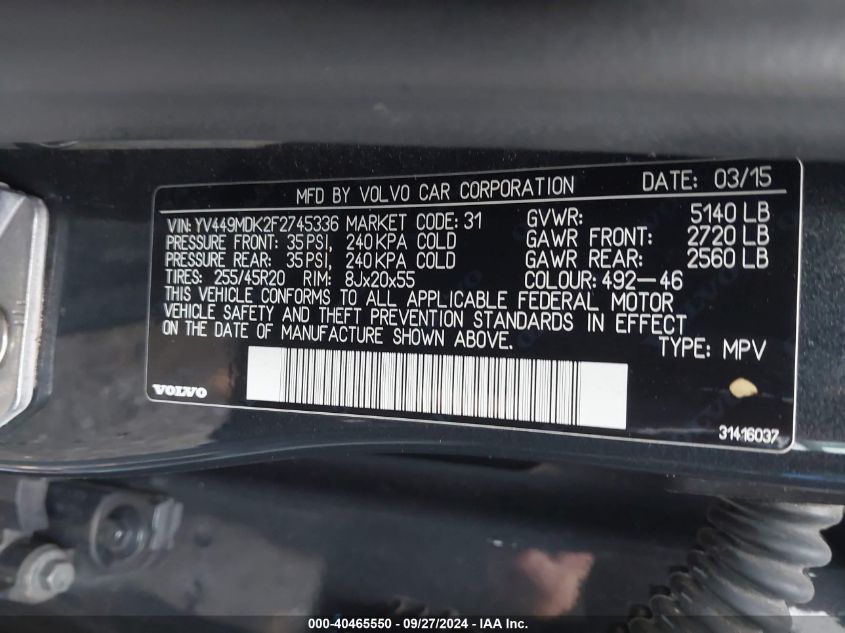 MFD BY VOLVO CAR CORPORATION DATE: 03/15
VIN: YV449MDK2F2745336 MARKET CODE: 31 GVWR: 5140 LB
PRESSURE FRONT: 35 PSI, 240 KPA COLD GAWR FRONT: 2720 LB
PRESSURE REAR: 35 PSI, 240 KPA COLD GAWR REAR: 2560 LB
TIRES: 255/45R20 RIM: 8Jx20x55 COLOUR: 492-46
THIS VEHICLE CONFORMS TO ALL APPLICABLE FEDERAL MOTOR
VEHICLE SAFETY AND THEFT PREVENTION STANDARDS IN EFFECT
ON THE DATE OF MANUFACTURE SHOWN ABOVE. TYPE: MPV
VOLVO
31416037
000-40465550 - 09/27/2024 - IAA Inc.